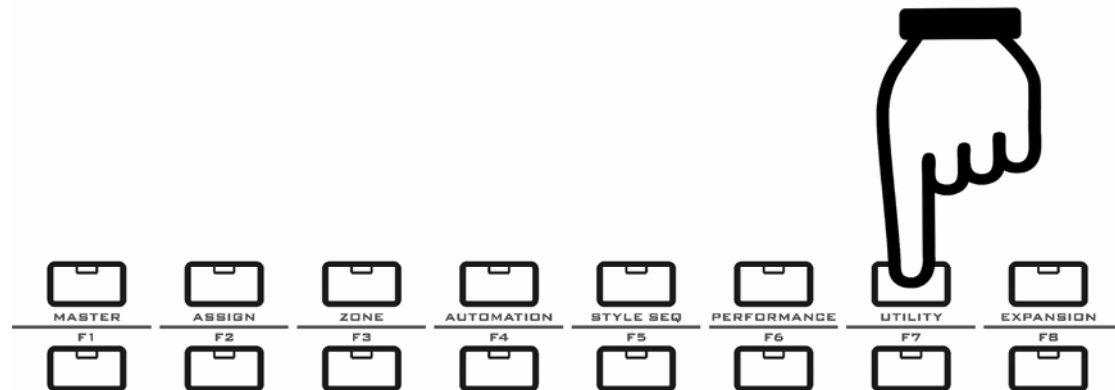 MASTER ASSIGN ZONE AUTOMATION STYLE SEQ PERFORMANCE UTILITY EXPANSION
F1 F2 F3 F4 F5 F6 F7 F8